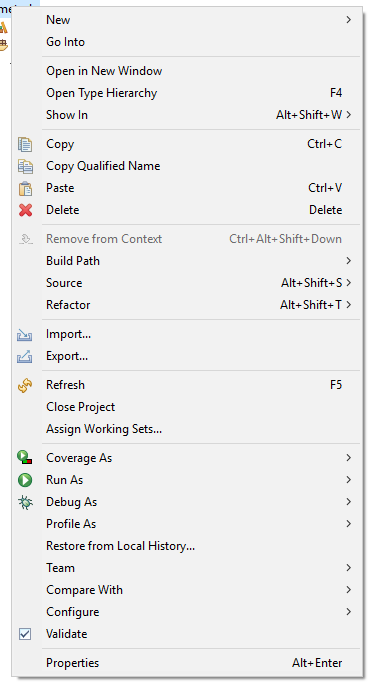 New
Go Into
Open in New Window
Open Type Hierarchy F4
Show In Alt+Shift+W >
Copy Ctrl+C
Copy Qualified Name
Paste Ctrl+V
Delete Delete
Remove from Context Ctrl+Alt+Shift+Down
Build Path
Source Alt+Shift+S >
Refactor Alt+Shift+T >
Import...
Export...
Refresh F5
Close Project
Assign Working Sets...
Coverage As
Run As
Debug As
Profile As
Restore from Local History...
Team
Compare With
Configure
Validate
Properties Alt+Enter